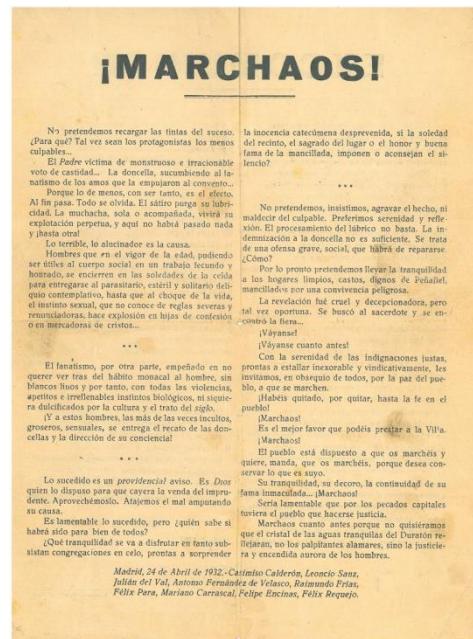 ¡MARCHAOS!
No pretendemos recargar las tintas del suceso.
¿Para qué? Tal vez sean los protagonistas los menos
culpables...
El Padre víctima de monstruoso e irracionable
voto de castidad... La doncella, sucumbiendo al fa-
natismo de los amos que la empujaron al convento...
Porque lo de menos, con ser tanto, es el efecto.
Al fin pasa. Todo se olvida. El sátiro purga su lubri-
cidad. La muchacha, sola o acompañada, vivirá su
explotación perpetua, y aquí no habrá pasado nada
y ¡hasta otra!
Lo terrible, lo alucinador es la causa.
Hombres que en el vigor de la edad, pudiendo
ser útiles al cuerpo social en un trabajo fecundo y
honrado, se encierren en las soledades de la celda
para entregarse al parasitario, estéril y solitario deli-
quio contemplativo, hasta que al choque de la vida,
el instinto sexual, que no conoce de reglas severas y
renunciadoras, hace explosión en hijas de confesión
o en mercadoras de cristos...
* * *
El fanatismo, por otra parte, empeñado en no
querer ver tras del hábito monacal al hombre, sin
blancos linos y por tanto, con todas las violencias,
apetitos e irrellenables instintos biológicos, ni siquie-
ra dulcificados por la cultura y el trato del siglo.
¡Y a estos hombres, las más de las veces incultos,
groseros, sensuales, se entrega el recato de las don-
cellas y la dirección de su conciencia!
* * *
Lo sucedido es un providencial aviso. Es Dios
quien lo dispuso para que cayera la venda del impru-
dente. Aprovechémoslo. Atajemos el mal amputando
su causa.
Es lamentable lo sucedido, pero ¿quién sabe si
habrá sido para bien de todos?
¿Qué tranquilidad se va a disfrutar en tanto sub-
sistan congregaciones en celo, prontas a sorprender
la inocencia catecúmena desprevenida, si la soledad
del recinto, el sagrado del lugar o el honor y buena
fama de la mancillada, imponen o aconsejan el si-
lencio?
* * *
No pretendemos, insistimos, agravar el hecho, ni
maldecir del culpable. Preferimos serenidad y refle-
xión. El procesamiento del lúbrico no basta. La in-
demnización a la doncella no es suficiente. Se trata
de una ofensa grave, social, que habrá de repararse.
¿Cómo?
Por lo pronto pretendemos llevar la tranquilidad
a los hogares limpios, castos, dignos de Peñafiel,
mancillados por una convivencia peligrosa.
La revelación fué cruel y decepcionadora, pero
tal vez oportuna. Se buscó al sacerdote y se en-
contró la fiera...
¡Váyanse!
¡Váyanse cuanto antes!
Con la serenidad de las indignaciones justas,
prontas a estallar inexorable y vindicativamente, les
invitamos, en obsequio de todos, por la paz del pue-
blo, a que se marchen.
¡Habéis quitado, por quitar, hasta la fe en el
pueblo!
¡Marchaos!
Es el mejor favor que podéis prestar a la Villa.
¡Marchaos!
El pueblo está dispuesto a que os marchéis y
quiere, manda, que os marchéis, porque desea con-
servar lo que es suyo.
Su tranquilidad, su decoro, la continuidad de su
fama inmaculada... ¡Marchaos!
Sería lamentable que por los pecados capitales
tuviera el pueblo que hacerse justicia.
Marchaos cuanto antes porque no quisiéramos
que el cristal de las aguas tranquilas del Duratón re-
flejaran, no los palpitantes alamares, sino la justicie-
ra y encendida aurora de los hombres.
Madrid, 24 de Abril de 1932.-Casimiso Calderón, Leoncio Sanz,
Julián del Val, Antonio Fernández de Velasco, Raimundo Frías,
Félix Para, Mariano Carrascal, Felipe Encinas, Félix Requejo.